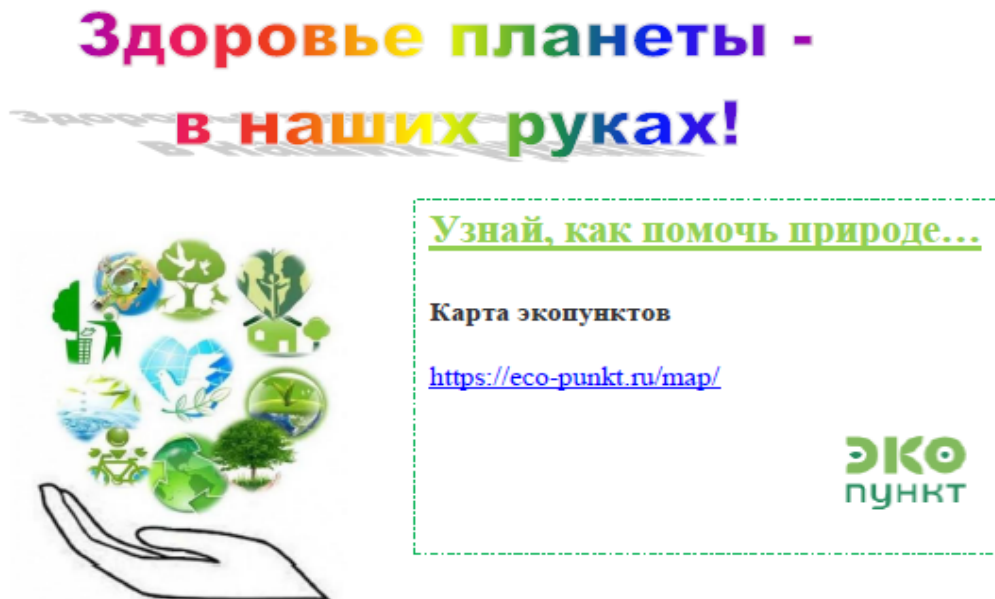 Здоровье планеты -
в наших руках!
Узнай, как помочь природе...
Карта экопунктов
https://eco-punkt.ru/map/
эко
пункт